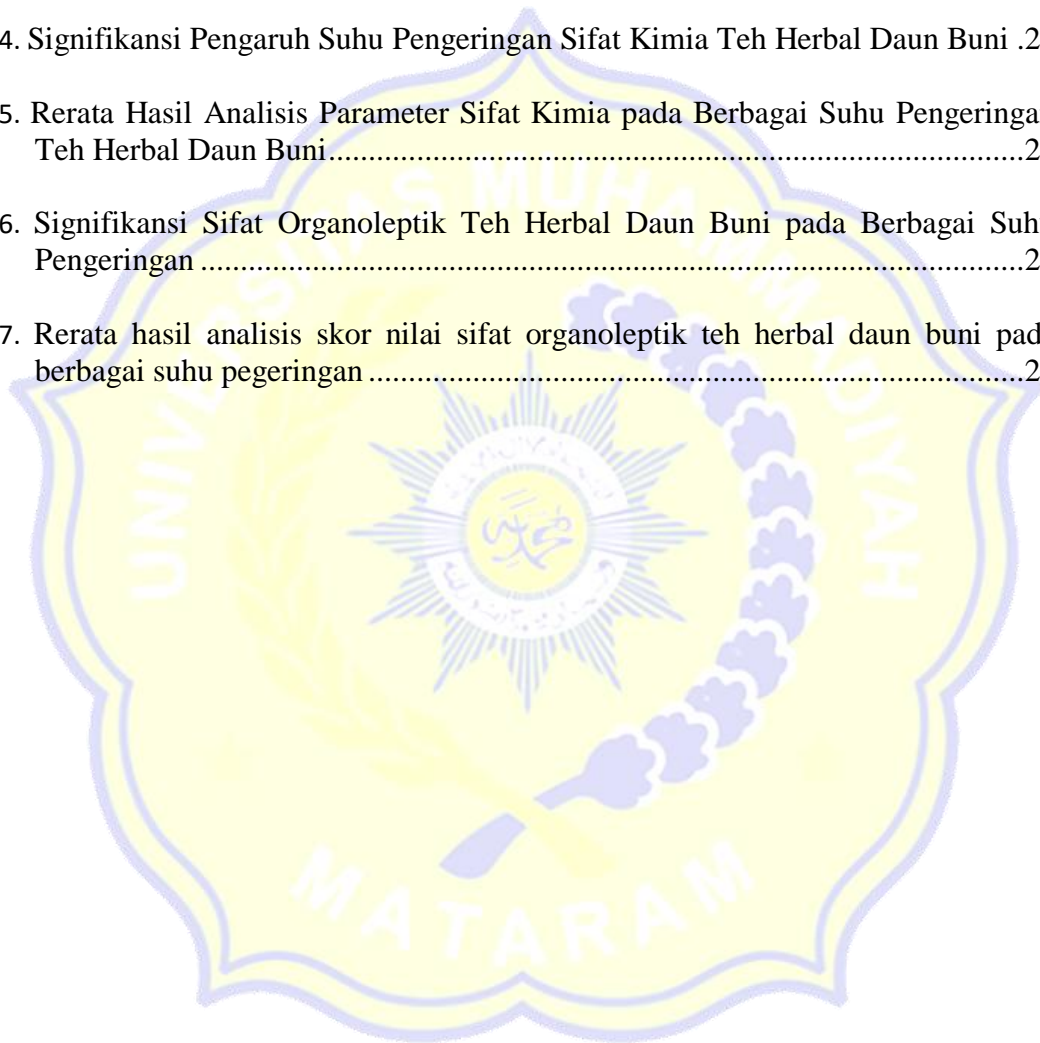 4. Signifikansi Pengaruh Suhu Pengeringan Sifat Kimia Teh Herbal Daun Buni .2
5. Rerata Hasil Analisis Parameter Sifat Kimia pada Berbagai Suhu Pengeringa
Teh Herbal Daun Buni.......................................................................................2
6. Signifikansi Sifat Organoleptik Teh Herbal Daun Buni pada Berbagai Suh
Pengeringan .......................................................................................................2
7. Rerata hasil analisis skor nilai sifat organoleptik teh herbal daun buni pad
berbagai suhu pegeringan ..................................................................................2
UNIVERSITAS MUHAMMADIYAH
MATARAM